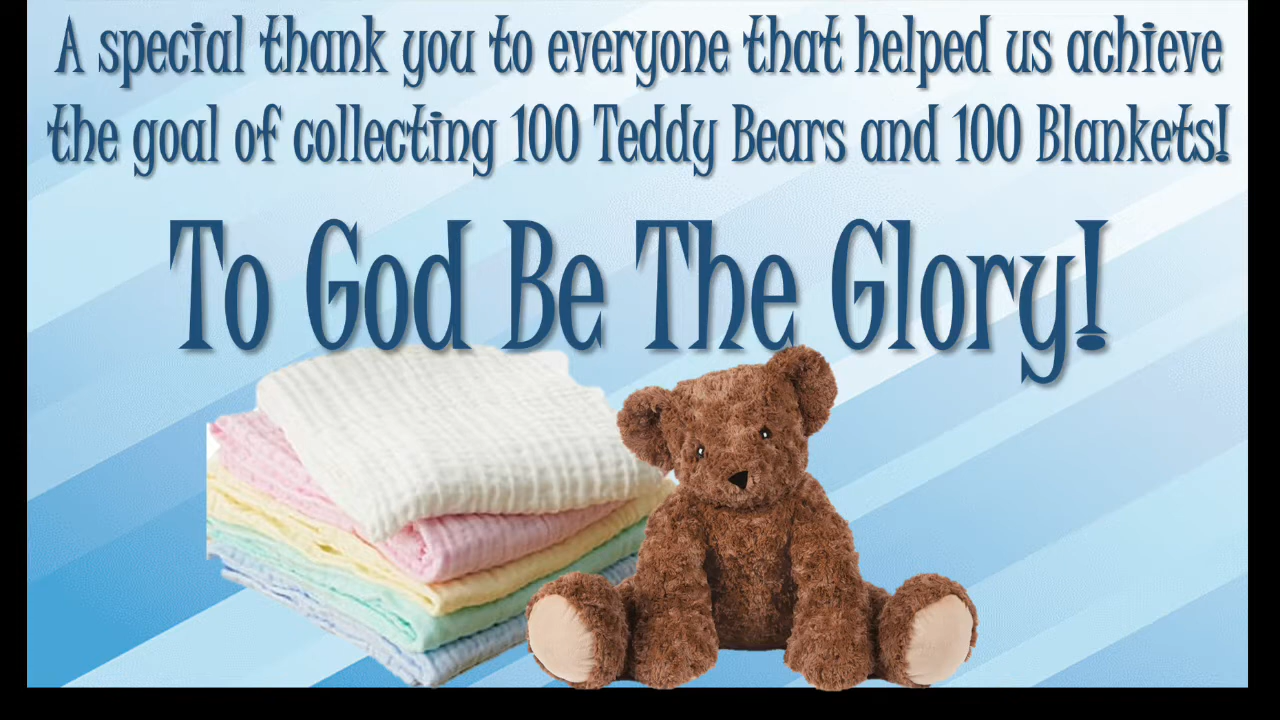 A special thank you to everyone that helped us achieve
the goal of collecting 100 Teddy Bears and 100 Blankets!
To God Be The Glory!